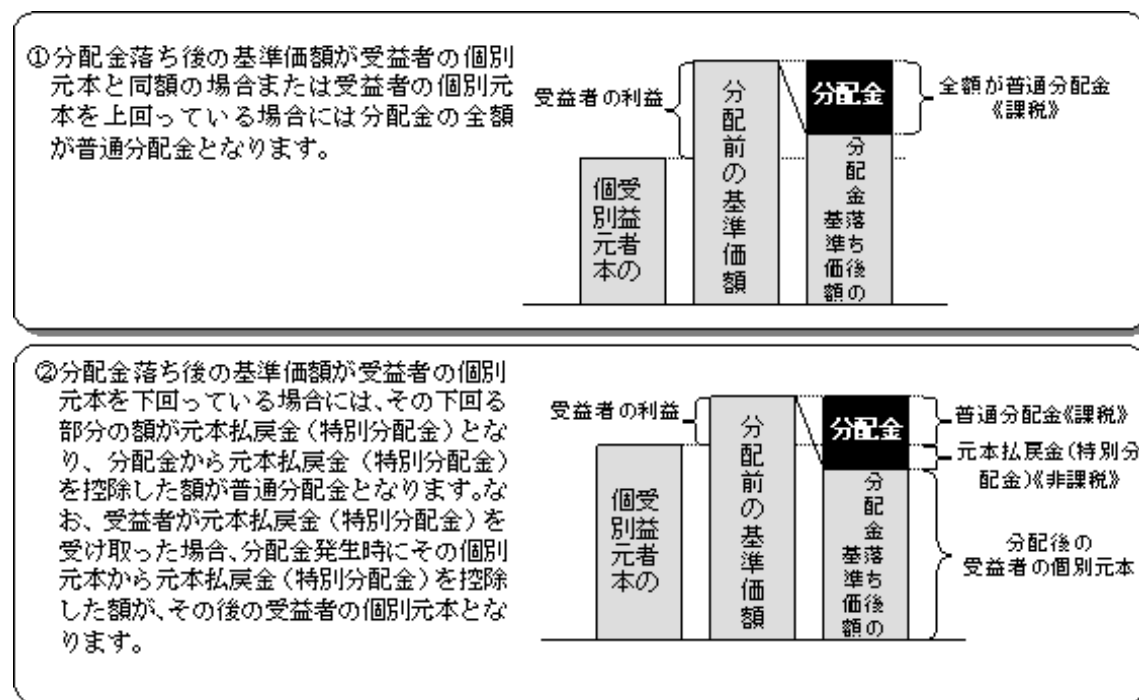 ①分配金落ち後の基準価額が受益者の個別
元本と同額の場合または受益者の個別元
本を上回っている場合には分配金の全額
が普通分配金となります。
受益者の利益
受益者の
個別元本
分配前の基準価額
分配金
分配金落ち後の
基準価額
全額が普通分配金
《課税》
②分配金落ち後の基準価額が受益者の個別
元本を下回っている場合には、その下回る
部分の額が元本払戻金（特別分配金）とな
り、分配金から元本払戻金（特別分配金）
を控除した額が普通分配金となります。な
お、受益者が元本払戻金（特別分配金）を
受け取った場合、分配金発生時にその個別
元本から元本払戻金（特別分配金）を控除
した額が、その後の受益者の個別元本とな
ります。
受益者の利益
受益者の
個別元本
分配前の基準価額
分配金
分配金落ち後の
基準価額
普通分配金《課税》
元本払戻金（特別分
配金）《非課税》
分配後の
受益者の個別元本